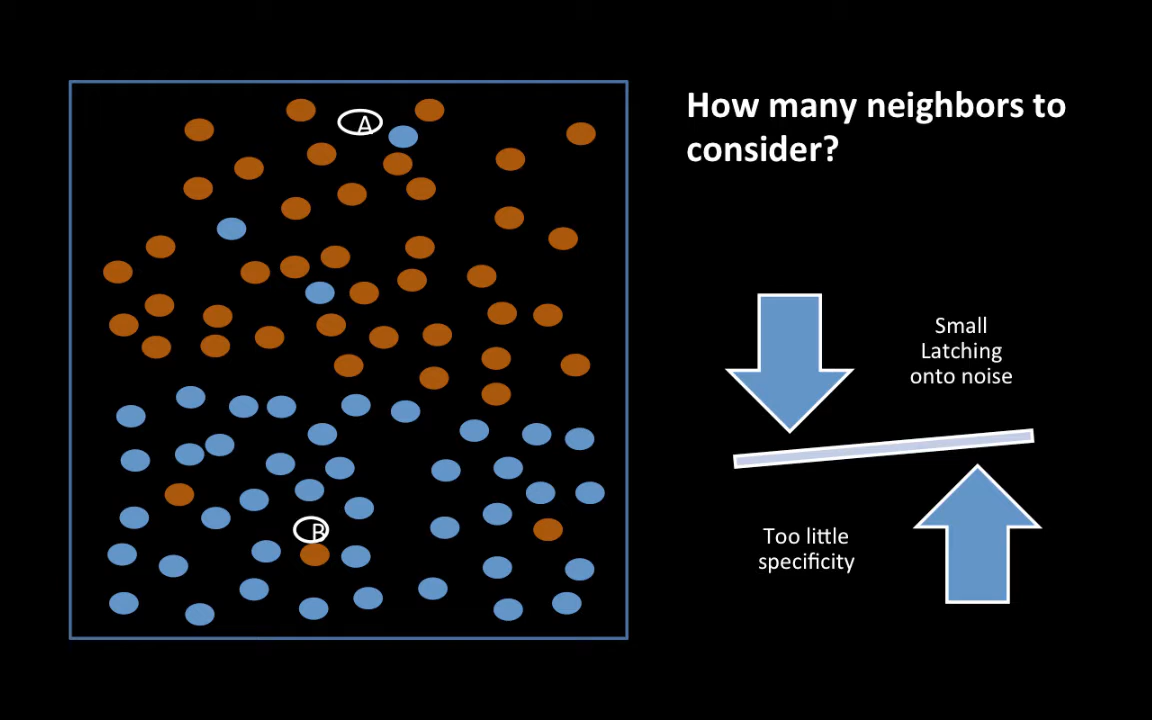 A
How many neighbors to
consider?
Small
Latching
onto noise
B
Too little
specificity